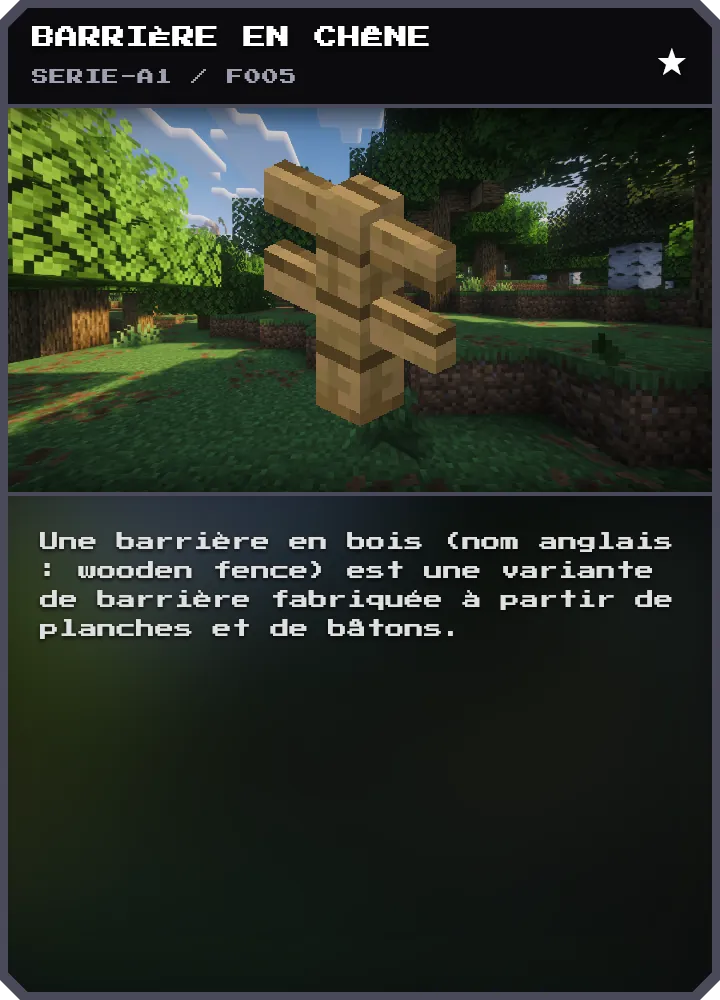 BARRIèRE EN CHêNE
SERIE-A1 / F005
Une barrière en bois (nom anglais
: wooden fence) est une variante
de barrière fabriquée à partir de
planches et de bâtons.